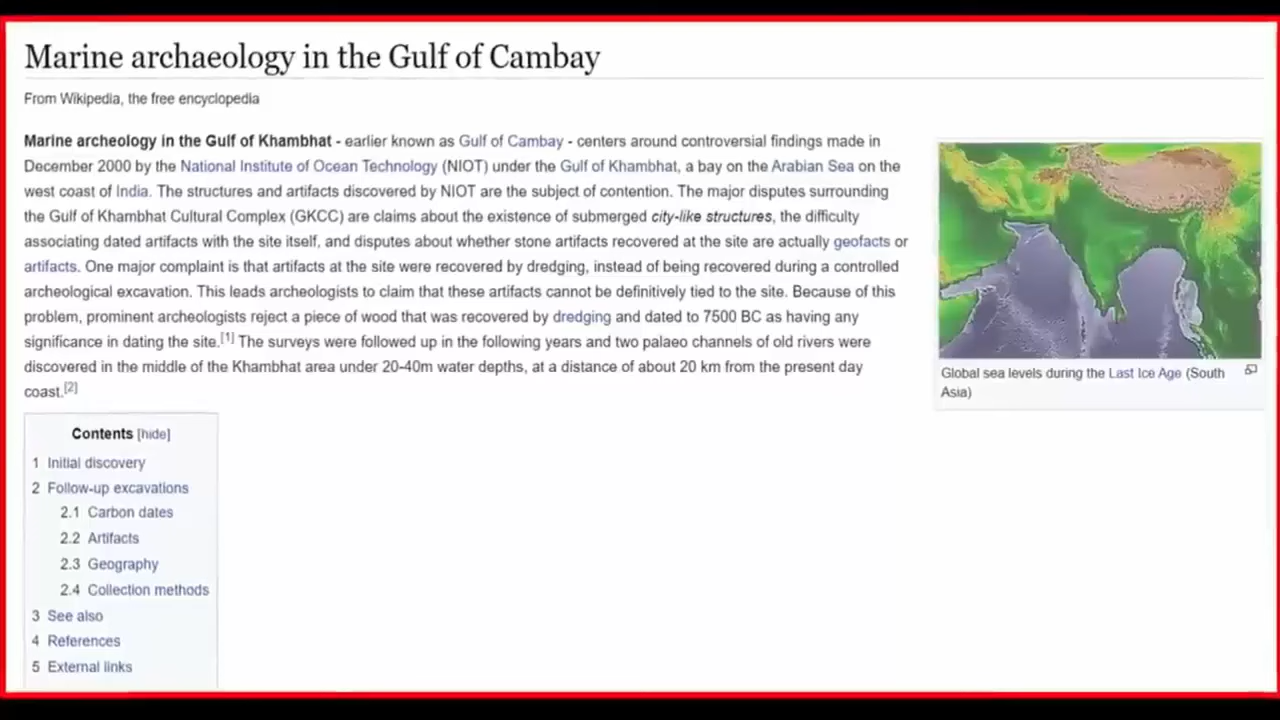 Marine archaeology in the Gulf of Cambay
From Wikipedia, the free encyclopedia
Marine archeology in the Gulf of Khambhat - earlier known as Gulf of Cambay - centers around controversial findings made in
December 2000 by the National Institute of Ocean Technology (NIOT) under the Gulf of Khambhat, a bay on the Arabian Sea on the
west coast of India. The structures and artifacts discovered by NIOT are the subject of contention. The major disputes surrounding
the Gulf of Khambhat Cultural Complex (GKCC) are claims about the existence of submerged city-like structures, the difficulty
associating dated artifacts with the site itself, and disputes about whether stone artifacts recovered at the site are actually geofacts or
artifacts. One major complaint is that artifacts at the site were recovered by dredging, instead of being recovered during a controlled
archeological excavation. This leads archeologists to claim that these artifacts cannot be definitively tied to the site. Because of this
problem, prominent archeologists reject a piece of wood that was recovered by dredging and dated to 7500 BC as having any
significance in dating the site.[1] The surveys were followed up in the following years and two palaeo channels of old rivers were
discovered in the middle of the Khambhat area under 20-40m water depths, at a distance of about 20 km from the present day
coast.[2]
Global sea levels during the Last Ice Age (South
Asia)
Contents [hide]
1 Initial discovery
2 Follow-up excavations
2.1 Carbon dates
2.2 Artifacts
2.3 Geography
2.4 Collection methods
3 See also
4 References
5 External links